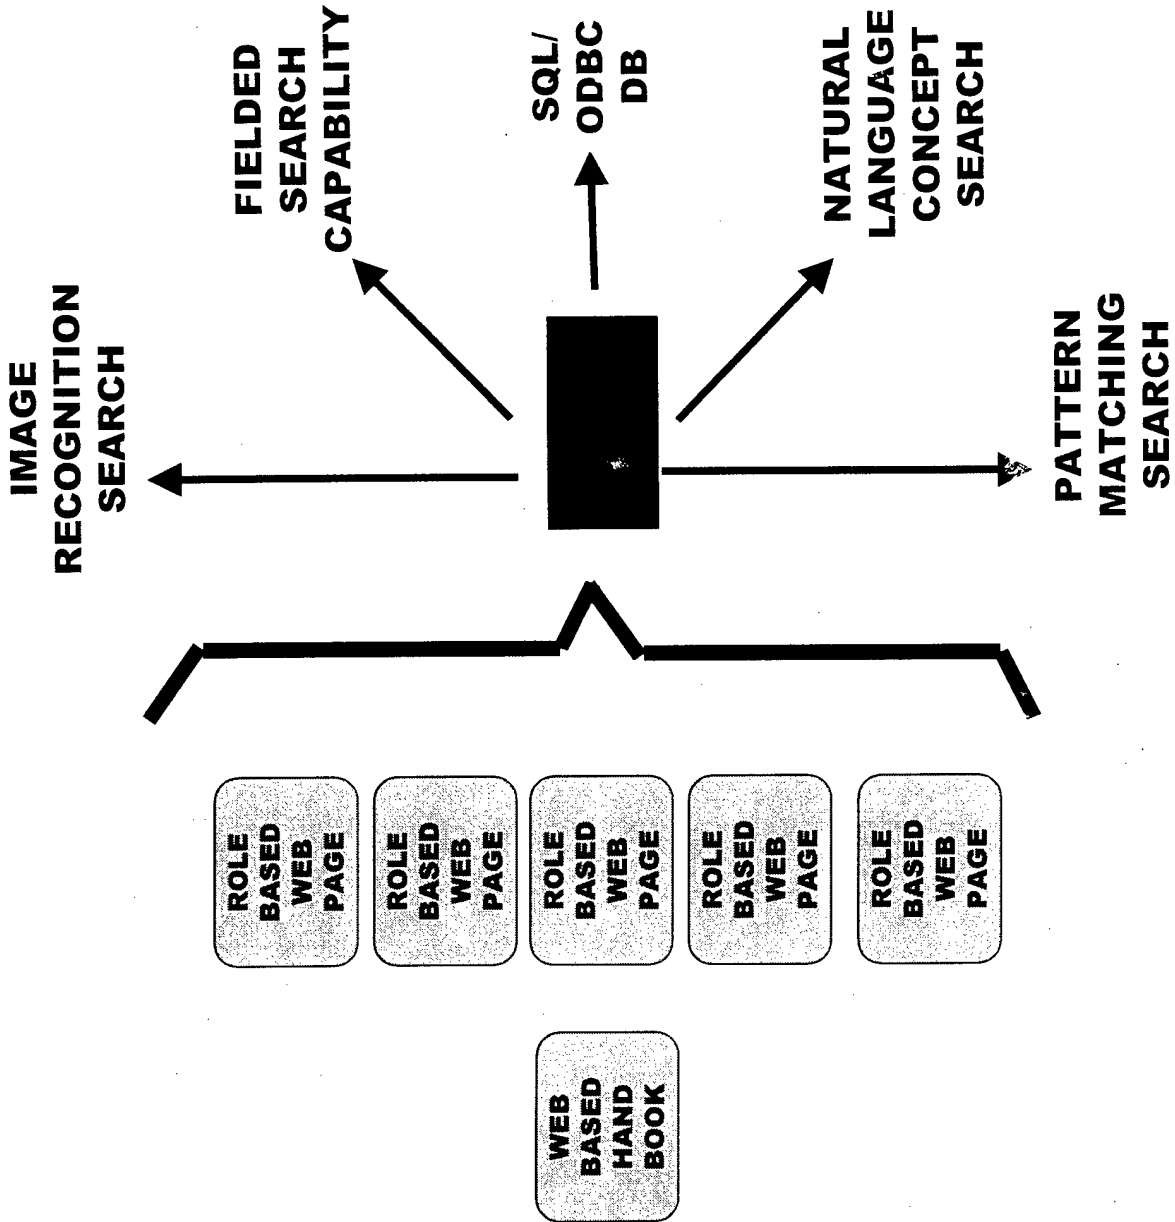 WEB
BASED
HAND
BOOK
ROLE
BASED
WEB
PAGE
ROLE
BASED
WEB
PAGE
ROLE
BASED
WEB
PAGE
ROLE
BASED
WEB
PAGE
ROLE
BASED
WEB
PAGE
IMAGE
RECOGNITION
SEARCH
FIELDED
SEARCH
CAPABILITY
SQL/
ODBC
DB
NATURAL
LANGUAGE
CONCEPT
SEARCH
PATTERN
MATCHING
SEARCH